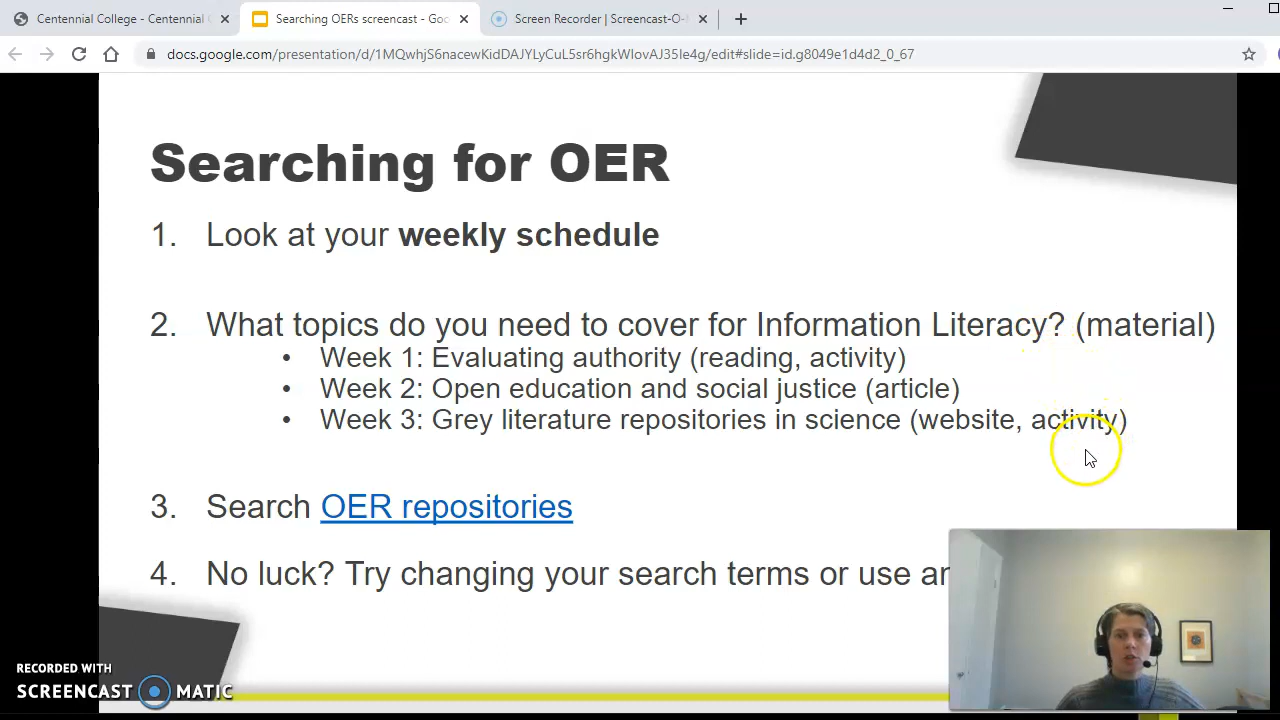 Centennial College - Centennial
Searching OERs screencast - Goo
Screen Recorder | Screencast-O-
docs.google.com/presentation/d/1MQwhjS6nacewKidDAJYLyCuL5sr6hgkWlovAJ35le4g/edit#slide=id.g8049e1d4d2_0_67
Searching for OER
1. Look at your weekly schedule
2. What topics do you need to cover for Information Literacy? (material)
• Week 1: Evaluating authority (reading, activity)
• Week 2: Open education and social justice (article)
• Week 3: Grey literature repositories in science (website, activity)
3. Search OER repositories
4. No luck? Try changing your search terms or use
RECORDED WITH
SCREENCAST MATIC